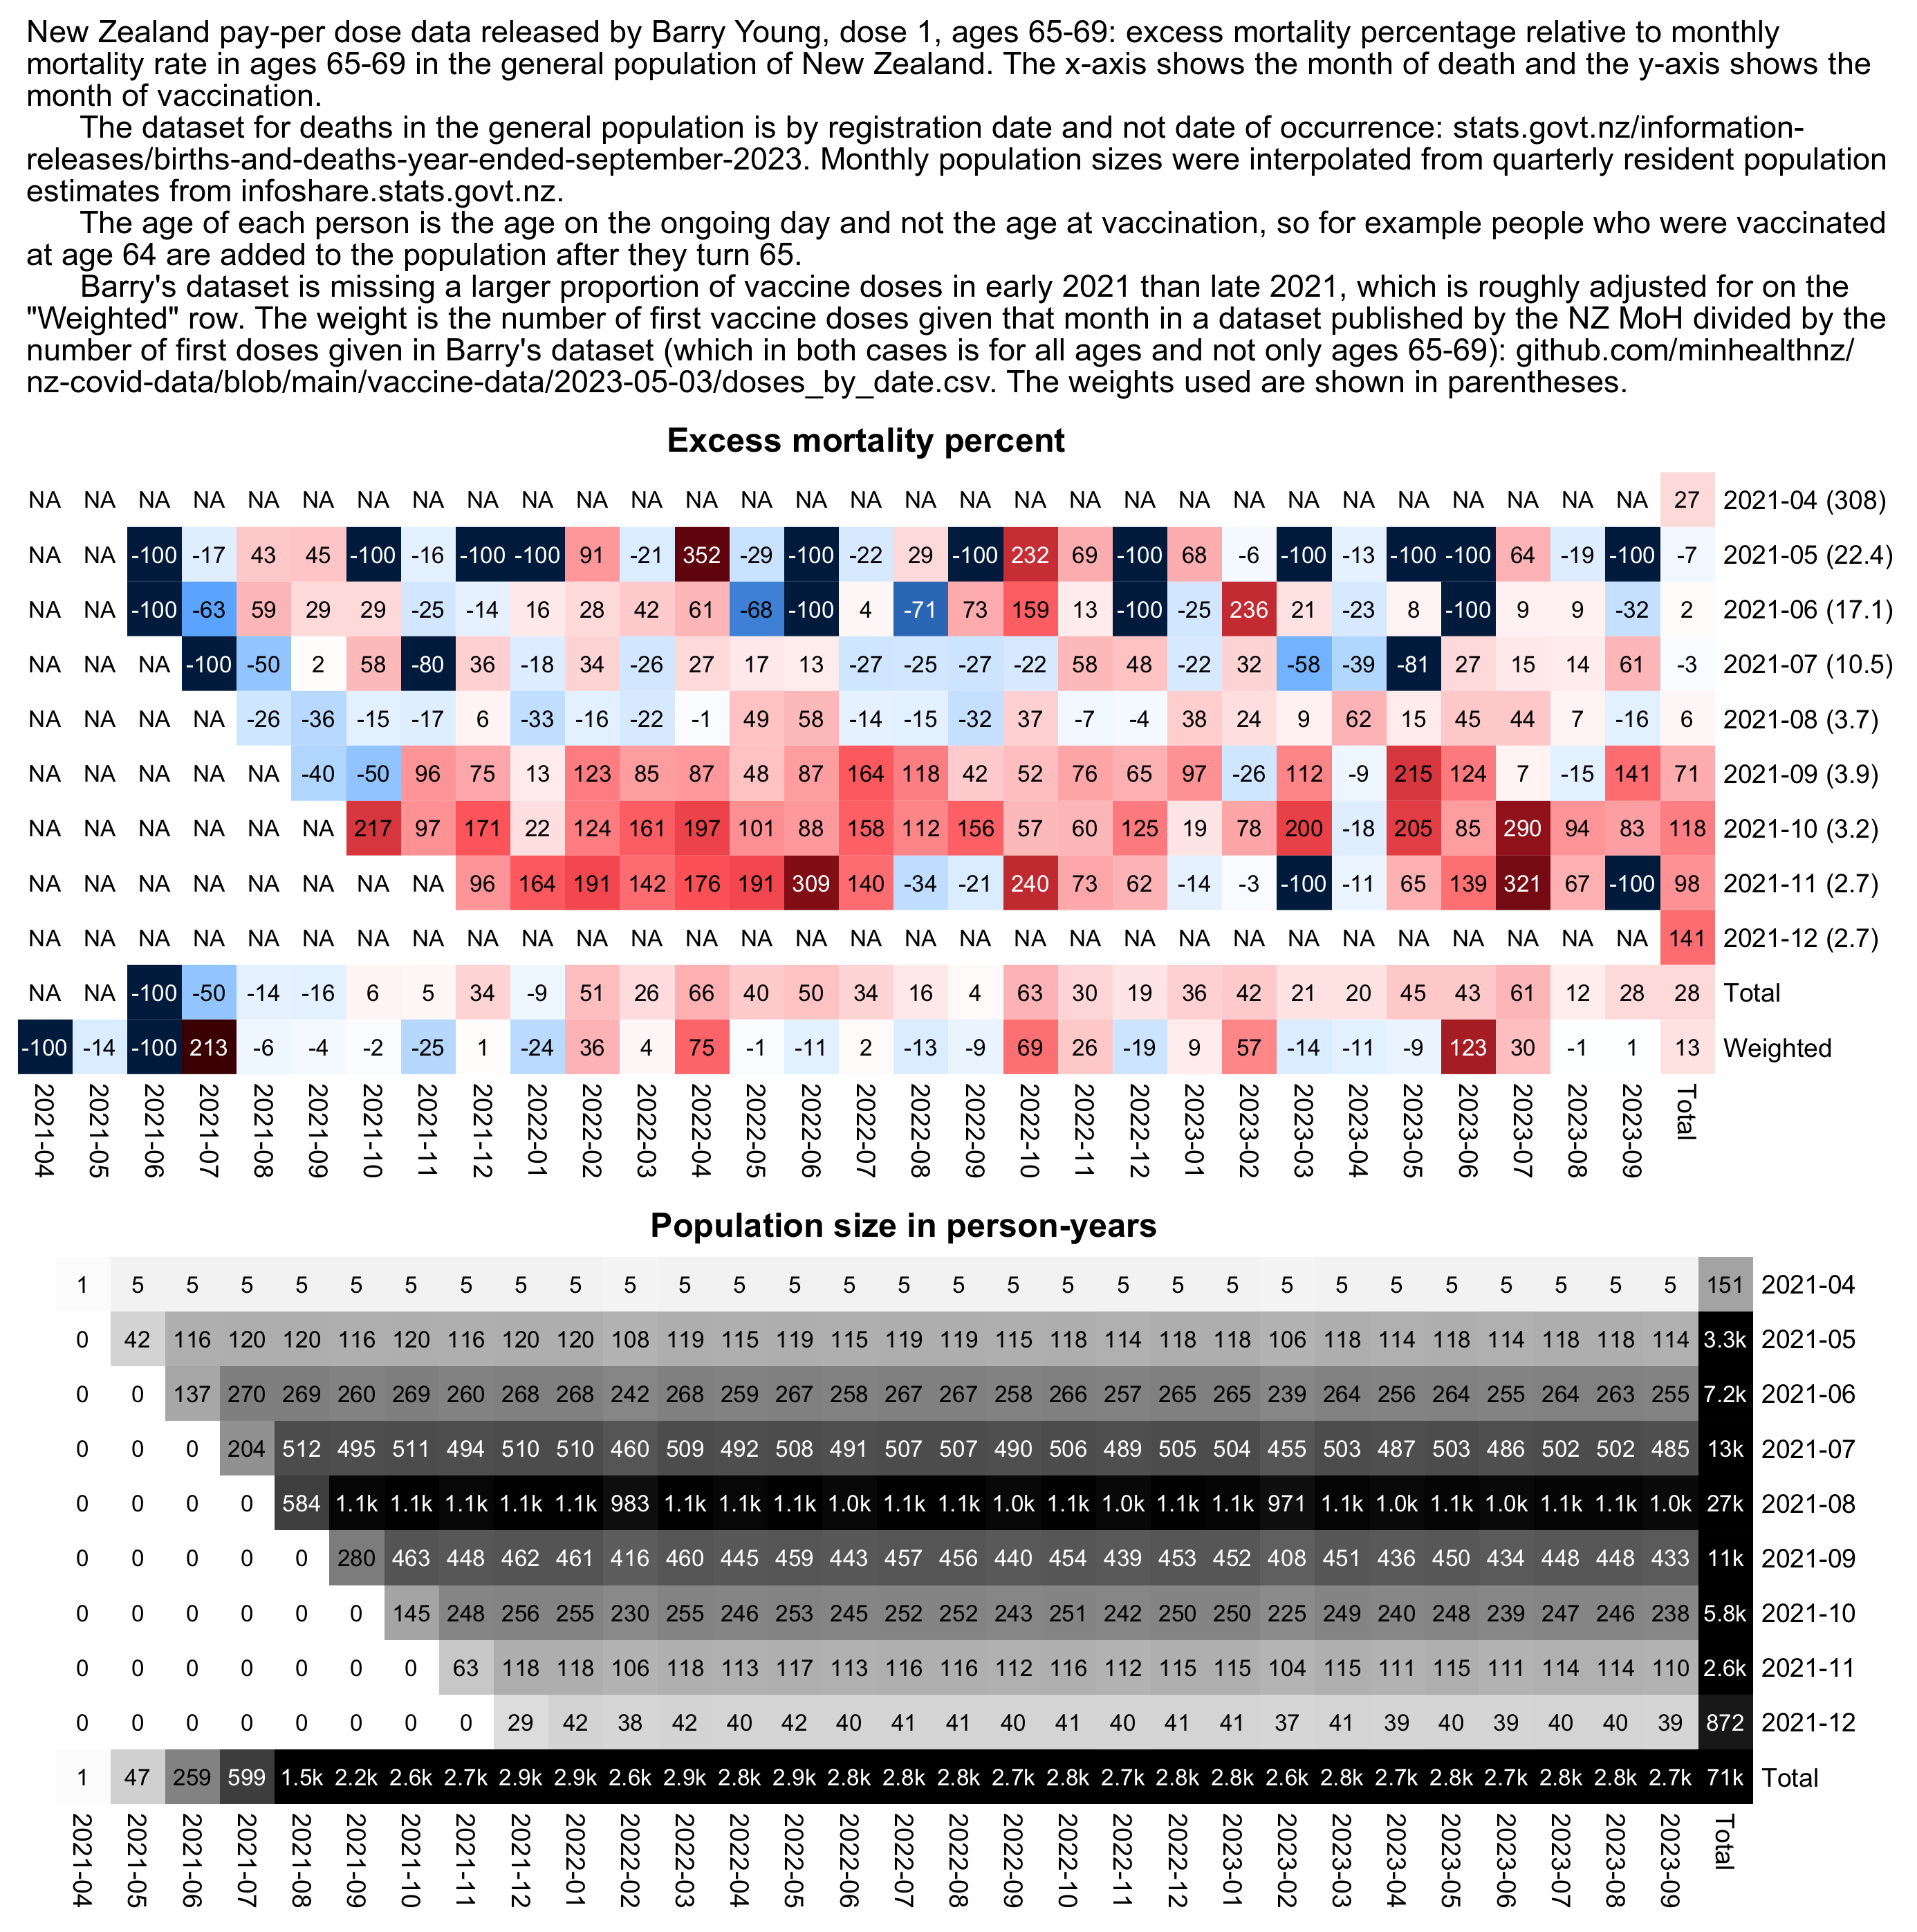 New Zealand pay-per dose data released by Barry Young, dose 1, ages 65-69: excess mortality percentage relative to monthly
mortality rate in ages 65-69 in the general population of New Zealand. The x-axis shows the month of death and the y-axis shows the
month of vaccination.
The dataset for deaths in the general population is by registration date and not date of occurrence: stats.govt.nz/information-
releases/births-and-deaths-year-ended-september-2023. Monthly population sizes were interpolated from quarterly resident population
estimates from infoshare.stats.govt.nz.
The age of each person is the age on the ongoing day and not the age at vaccination, so for example people who were vaccinated
at age 64 are added to the population after they turn 65.
Barry's dataset is missing a larger proportion of vaccine doses in early 2021 than late 2021, which is roughly adjusted for on the
"Weighted" row. The weight is the number of first vaccine doses given that month in a dataset published by the NZ MoH divided by the
number of first doses given in Barry's dataset (which in both cases is for all ages and not only ages 65-69): github.com/minhealthnz/
nz-covid-data/blob/main/vaccine-data/2023-05-03/doses_by_date.csv. The weights used are shown in parentheses.
Excess mortality percent
NA NA NA NA NA NA NA NA NA NA NA NA NA NA NA NA NA NA NA NA NA NA NA NA NA NA NA NA NA NA 27 2021-04 (308)
NA NA -100 -17 43 45 -100 -16 -100 -100 91 -21 352 -29 -100 -22 29 -100 232 69 -100 68 -6 -100 -13 -100 -100 64 -19 -100 -7 2021-05 (22.4)
NA NA -100 -63 59 29 29 -25 -14 16 28 42 61 -68 -100 4 -71 73 159 13 -100 -25 236 21 -23 8 -100 9 9 -32 2 2021-06 (17.1)
NA NA NA -100 -50 2 58 -80 36 -18 34 -26 27 17 13 -27 -25 -27 -22 58 48 -22 32 -58 -39 -81 27 15 14 61 -3 2021-07 (10.5)
NA NA NA NA -26 -36 -15 -17 6 -33 -16 -22 -1 49 58 -14 -15 -32 37 -7 -4 38 24 9 62 15 45 44 7 -16 6 2021-08 (3.7)
NA NA NA NA NA -40 -50 96 75 13 123 85 87 48 87 164 118 42 52 76 65 97 -26 112 -9 215 124 7 -15 141 71 2021-09 (3.9)
NA NA NA NA NA NA 217 97 171 22 124 161 197 101 88 158 112 156 57 60 125 19 78 200 -18 205 85 290 94 83 118 2021-10 (3.2)
NA NA NA NA NA NA NA NA 96 164 191 142 176 191 309 140 -34 -21 240 73 62 -14 -3 -100 -11 65 139 321 67 -100 98 2021-11 (2.7)
NA NA NA NA NA NA NA NA NA NA NA NA NA NA NA NA NA NA NA NA NA NA NA NA NA NA NA NA NA NA 141 2021-12 (2.7)
NA NA -100 -50 -14 -16 6 5 34 -9 51 26 66 40 50 34 16 4 63 30 19 36 42 21 20 45 43 61 12 28 28 Total
-100 -14 -100 213 -6 -4 -2 -25 1 -24 36 4 75 -1 -11 2 -13 -9 69 26 -19 9 57 -14 -11 -9 123 30 -1 1 13 Weighted
2021-04 2021-05 2021-06 2021-07 2021-08 2021-09 2021-10 2021-11 2021-12 2022-01 2022-02 2022-03 2022-04 2022-05 2022-06 2022-07 2022-08 2022-09 2022-10 2022-11 2022-12 2023-01 2023-02 2023-03 2023-04 2023-05 2023-06 2023-07 2023-08 2023-09 Total
Population size in person-years
1 5 5 5 5 5 5 5 5 5 5 5 5 5 5 5 5 5 5 5 5 5 5 5 5 5 5 5 5 5 151 2021-04
0 42 116 120 120 116 120 116 120 120 108 119 115 119 115 119 119 115 118 114 118 118 106 118 114 118 114 118 118 114 3.3k 2021-05
0 0 137 270 269 260 269 260 268 268 242 268 259 267 258 267 267 258 266 257 265 265 239 264 256 264 255 264 263 255 7.2k 2021-06
0 0 0 204 512 495 511 494 510 510 460 509 492 508 491 507 507 490 506 489 505 504 455 503 487 503 486 502 502 485 13k 2021-07
0 0 0 0 584 1.1k 1.1k 1.1k 1.1k 1.1k 983 1.1k 1.1k 1.1k 1.0k 1.1k 1.1k 1.0k 1.1k 1.0k 1.1k 1.1k 971 1.1k 1.0k 1.1k 1.0k 1.1k 1.1k 1.0k 27k 2021-08
0 0 0 0 0 280 463 448 462 461 416 460 445 459 443 457 456 440 454 439 453 452 408 451 436 450 434 448 448 433 11k 2021-09
0 0 0 0 0 0 145 248 256 255 230 255 246 253 245 252 252 243 251 242 250 250 225 249 240 248 239 247 246 238 5.8k 2021-10
0 0 0 0 0 0 0 63 118 118 106 118 113 117 113 116 116 112 116 112 115 115 104 115 111 115 111 114 114 110 2.6k 2021-11
0 0 0 0 0 0 0 0 29 42 38 42 40 42 40 41 41 40 41 40 41 41 37 41 39 40 39 40 40 39 872 2021-12
1 47 259 599 1.5k 2.2k 2.6k 2.7k 2.9k 2.9k 2.6k 2.9k 2.8k 2.9k 2.8k 2.8k 2.8k 2.7k 2.8k 2.7k 2.8k 2.8k 2.6k 2.8k 2.7k 2.8k 2.7k 2.8k 2.8k 2.7k 71k Total
2021-04 2021-05 2021-06 2021-07 2021-08 2021-09 2021-10 2021-11 2021-12 2022-01 2022-02 2022-03 2022-04 2022-05 2022-06 2022-07 2022-08 2022-09 2022-10 2022-11 2022-12 2023-01 2023-02 2023-03 2023-04 2023-05 2023-06 2023-07 2023-08 2023-09 Total